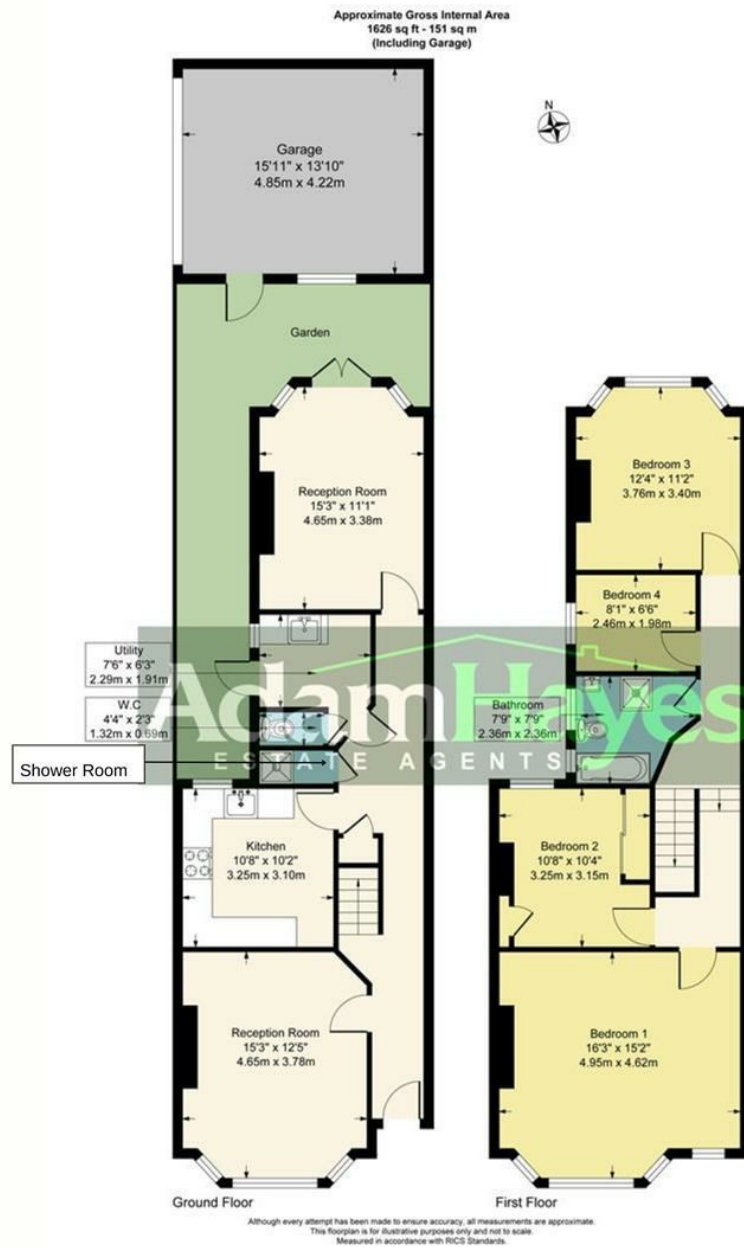 Approximate Gross Internal Area
1626 sq ft - 151 sq m
(Including Garage)
N
Garage
15'11" x 13'10"
4.85m x 4.22m
Garden
Reception Room
15'3" x 11'1"
4.65m x 3.38m
Bedroom 3
12'4" x 11'2"
3.76m x 3.40m
Bedroom 4
8'1" x 6'6"
2.46m x 1.98m
Utility
7'6" x 6'3"
2.29m x 1.91m
W.C
4'4" x 2'3"
1.32m x 0.69m
Bathroom
7'9" x 7'9"
2.36m x 2.36m
AdamHayes
ESTATE AGENTS
Shower Room
Kitchen
10'8" x 10'2"
3.25m x 3.10m
Bedroom 2
10'8" x 10'4"
3.25m x 3.15m
Reception Room
15'3" x 12'5"
4.65m x 3.78m
Bedroom 1
16'3" x 15'2"
4.95m x 4.62m
Ground Floor
First Floor
Although every attempt has been made to ensure accuracy, all measurements are approximate.
This floorplan is for illustrative purposes only and not to scale.
Measured in accordance with RICS Standards.